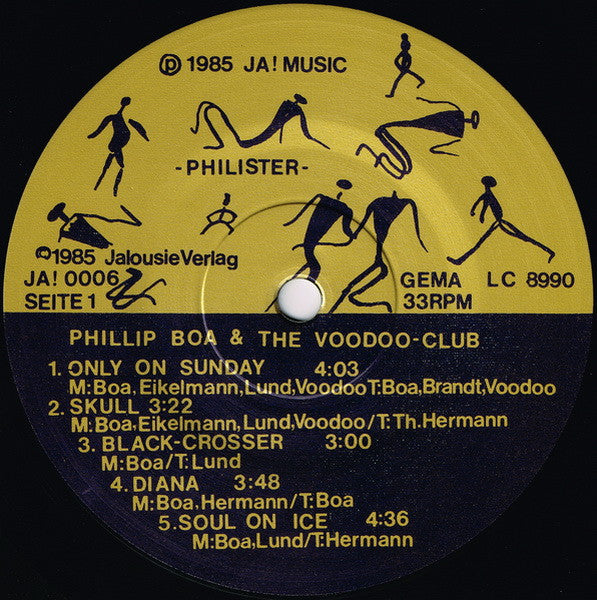 ℗ 1985 JA! MUSIC
-PHILISTER-
©1985 JalousieVerlag
JA! 0006
SEITE 1
GEMA LC 8990
33RPM
PHILLIP BOA & THE VOODOO-CLUB
1. ONLY ON SUNDAY 4:03
M:Boa, Eikelmann, Lund, Voodoo T: Boa, Brandt, Voodoo
2. SKULL 3:22
M:Boa, Eikelmann, Lund, Voodoo/T: Th. Hermann
3. BLACK-CROSSER 3:00
M:Boa/T: Lund
4. DIANA 3:48
M:Boa, Hermann/T: Boa
5. SOUL ON ICE 4:36
M:Boa, Lund/T: Hermann